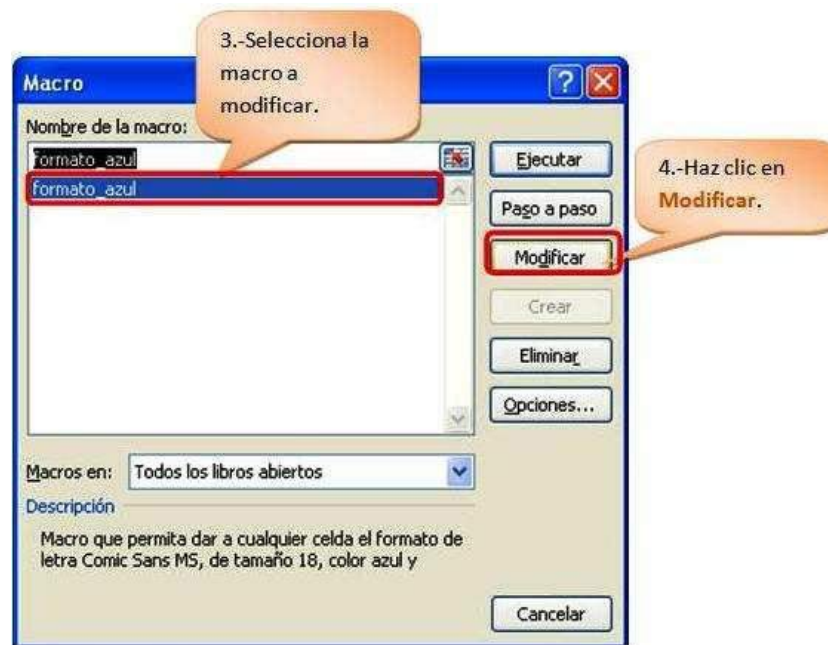 3.-Selecciona la
macro a
modificar.
Macro
Nombre de la macro:
formato_azul
formato_azul
Ejecutar
Paso a paso
Modificar
Crear
Eliminar
Opciones...
4.-Haz clic en
Modificar.
Macros en: Todos los libros abiertos
Descripción
Macro que permita dar a cualquier celda el formato de
letra Comic Sans MS, de tamaño 18, color azul y
Cancelar